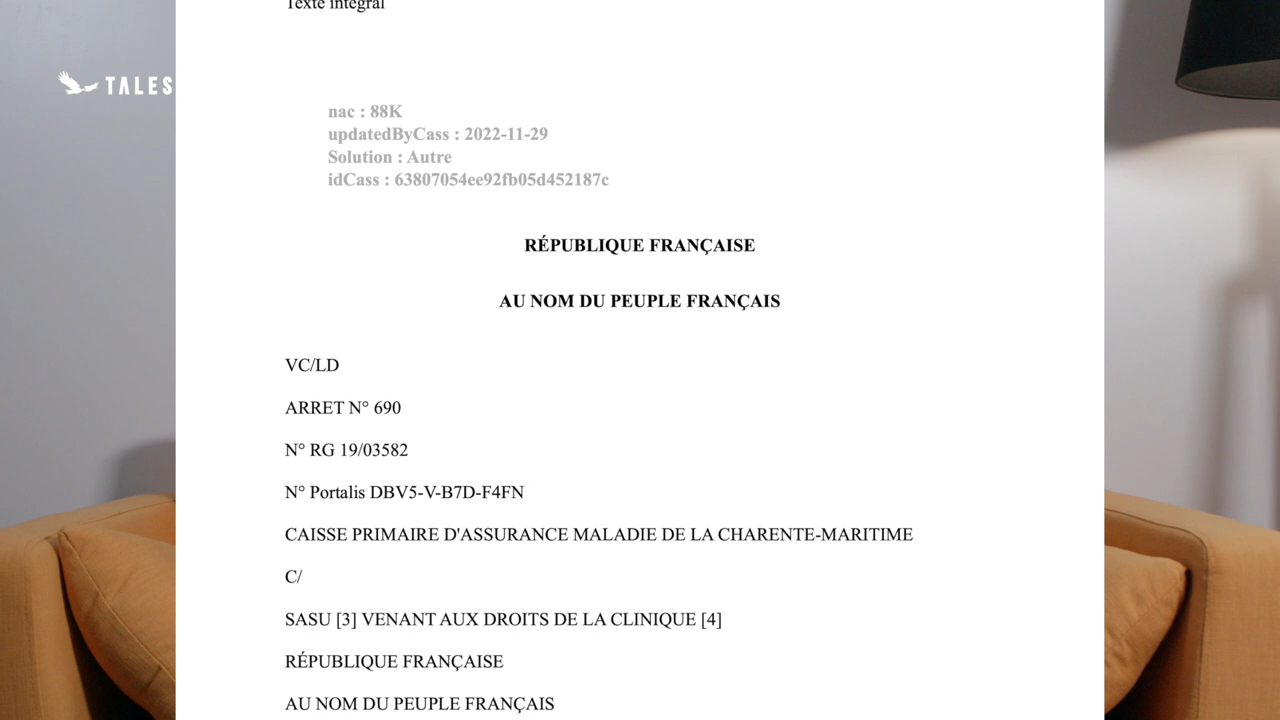 Texte intégral
TALES
nac : 88K
updatedByCass : 2022-11-29
Solution : Autre
idCass : 63807054ee92fb05d452187c
RÉPUBLIQUE FRANÇAISE
AU NOM DU PEUPLE FRANÇAIS
VC/LD
ARRET N° 690
N° RG 19/03582
N° Portalis DBV5-V-B7D-F4FN
CAISSE PRIMAIRE D'ASSURANCE MALADIE DE LA CHARENTE-MARITIME
C/
SASU [3] VENANT AUX DROITS DE LA CLINIQUE [4]
RÉPUBLIQUE FRANÇAISE
AU NOM DU PEUPLE FRANÇAIS